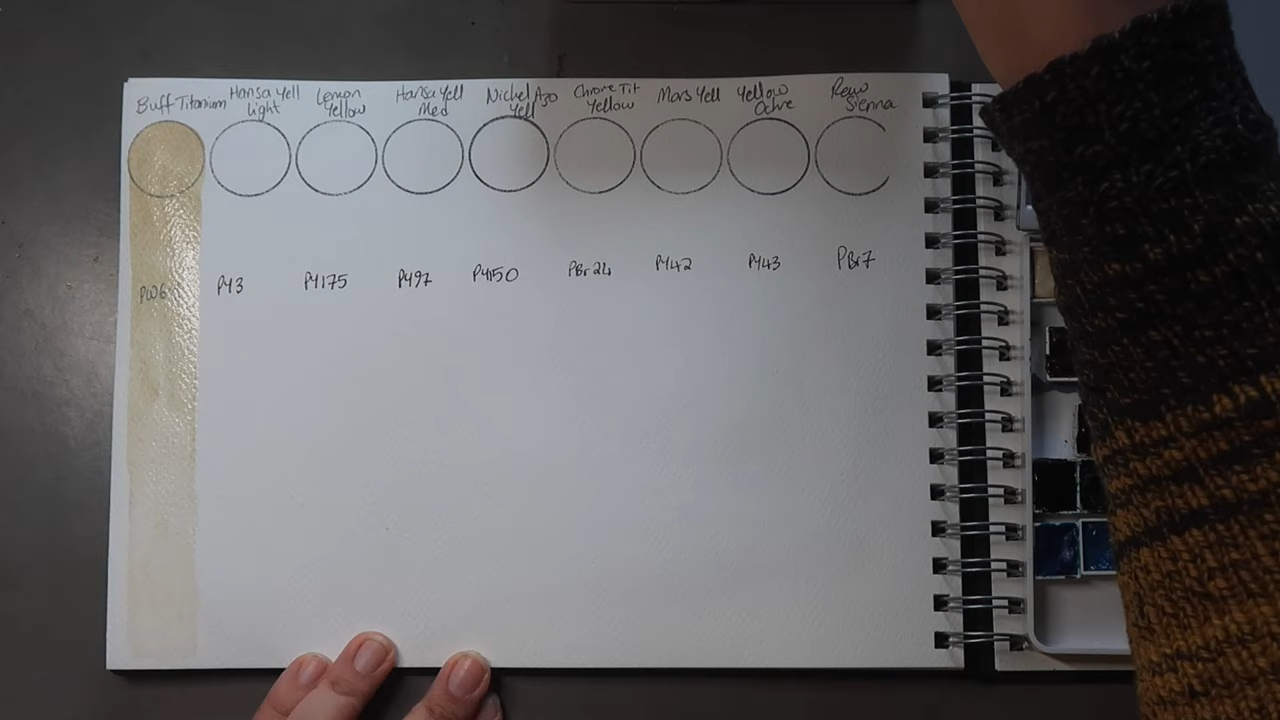 Buff Titanium
Hansa Yell
Light
Lemon
Yellow
Hansa Yell
Med
Nickel Azo
Yell
Chrome Tit
Yellow
Mars Yell
Yellow
Ochre
Raw
Sienna
PW6
PY3
PY175
PY97
PY150
PBr24
PY42
PY43
PBr7